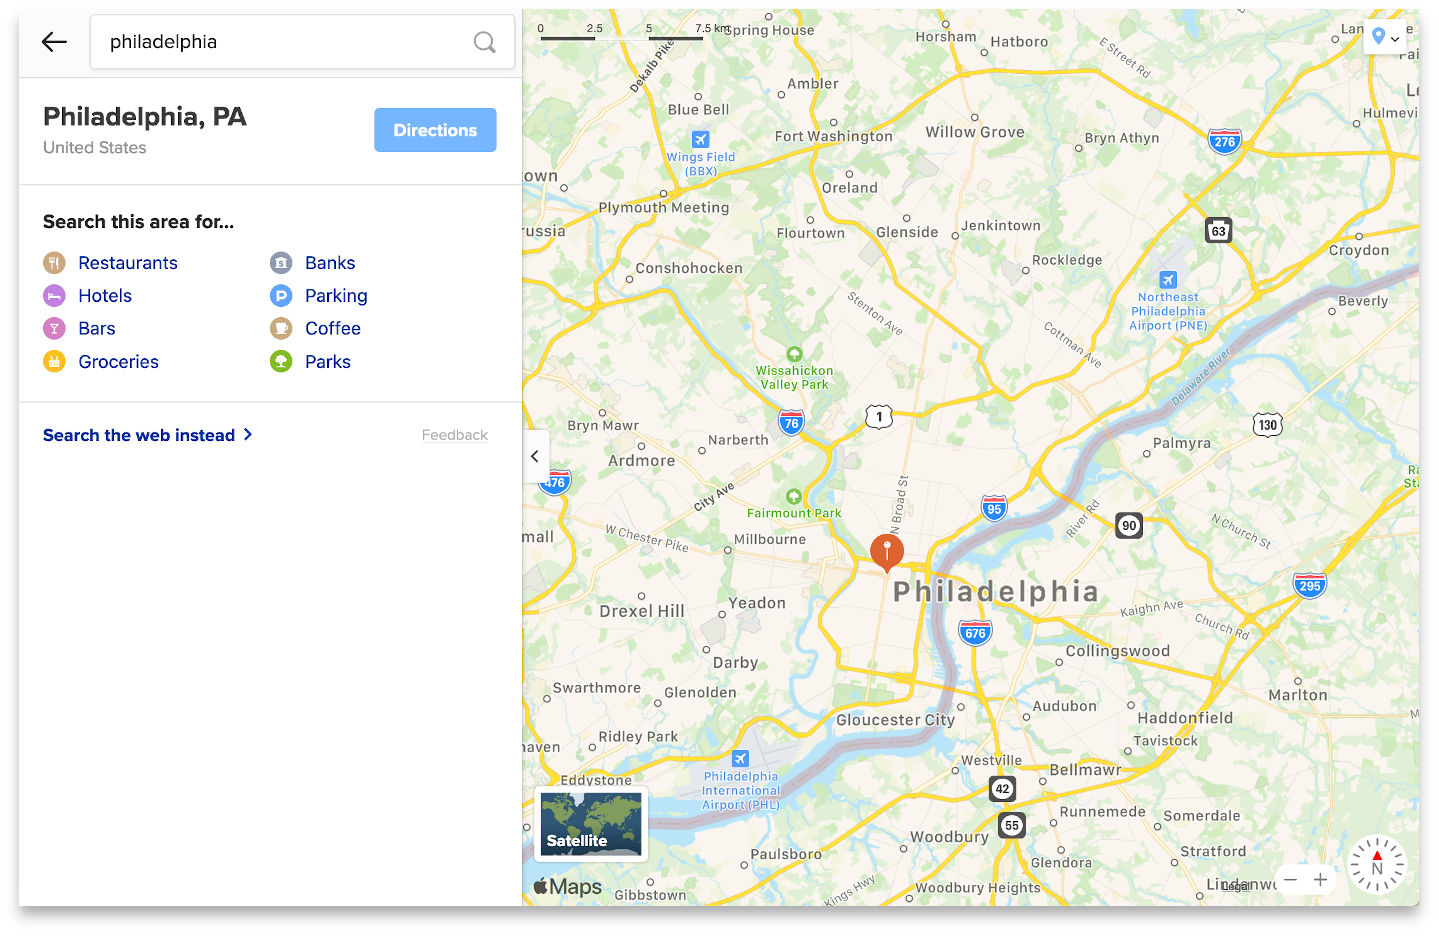 philadelphia
Philadelphia, PA
United States
Directions
Search this area for...
Restaurants
Banks
Hotels
Parking
Bars
Coffee
Groceries
Parks
Search the web instead
Feedback
0 2.5 5 7.5 km
Spring House
Horsham
Hatboro
E Street Rd
Dekalb Pike
Ambler
Blue Bell
Hulmevi
Fort Washington
Willow Grove
Bryn Athyn
276
Wings Field
(BBX)
town
Oreland
Plymouth Meeting
russia
Flourtown
Glenside
Jenkintown
63
Croydon
Conshohocken
Rockledge
Northeast
Philadelphia
Airport (PNE)
Beverly
Stenton Ave
Cottman Ave
Wissahickon
Valley Park
Delaware River
76
1
130
Bryn Mawr
Narberth
Palmyra
Ardmore
476
City Ave
N Broad St
Fairmount Park
95
River Rd
90
N Church St
mall
W Chester Pike
Millbourne
Philadelphia
295
Drexel Hill
Yeadon
Kaighn Ave
Church Rd
676
Collingswood
Darby
Swarthmore
Glenolden
Marlton
Gloucester City
Audubon
Haddonfield
haven
Ridley Park
Tavistock
Westville
Bellmawr
Philadelphia
International
Airport (PHL)
Eddystone
42
Satellite
55
Runnemede
Somerdale
Woodbury
Paulsboro
Glendora
Stratford
Maps
Gibbstown
Kings Hwy
Woodbury Heights
Legal
N